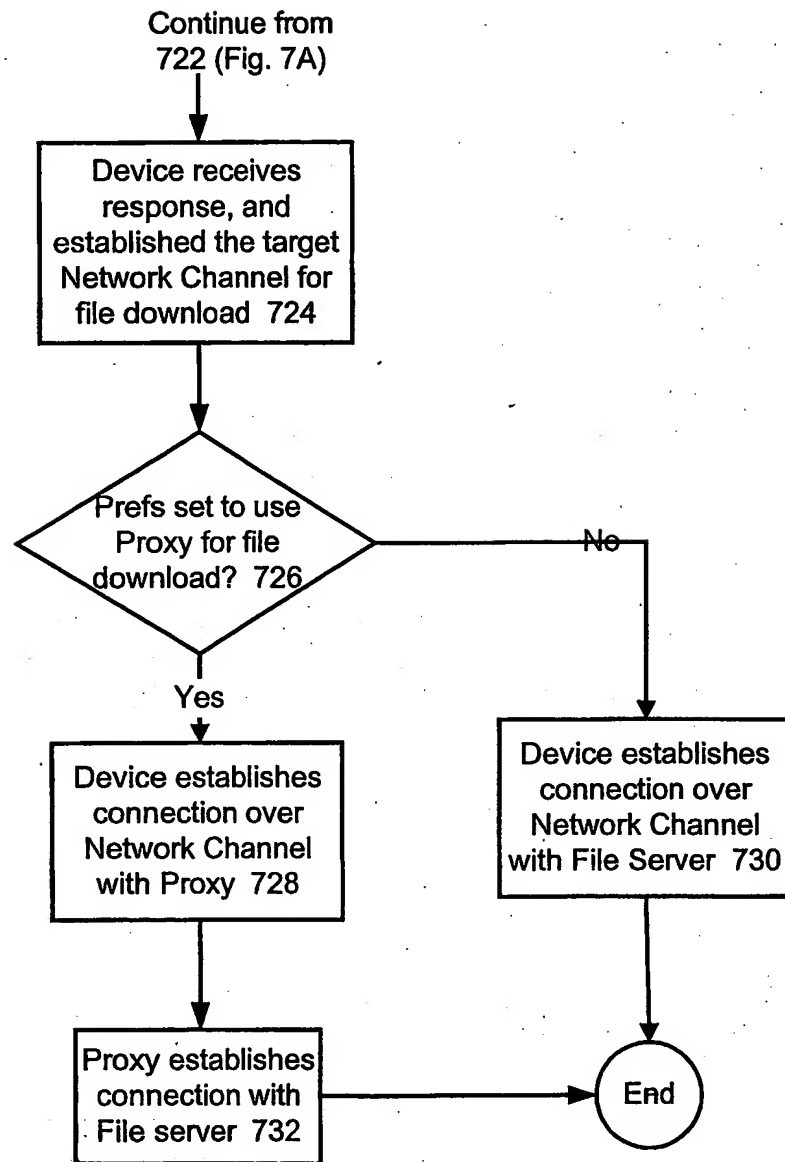 Continue from
722 (Fig. 7A)
Device receives
response, and
established the target
Network Channel for
file download 724
Prefs set to use
Proxy for file
download? 726
No
Yes
Device establishes
connection over
Network Channel
with Proxy 728
Device establishes
connection over
Network Channel
with File Server 730
Proxy establishes
connection with
File server 732
End